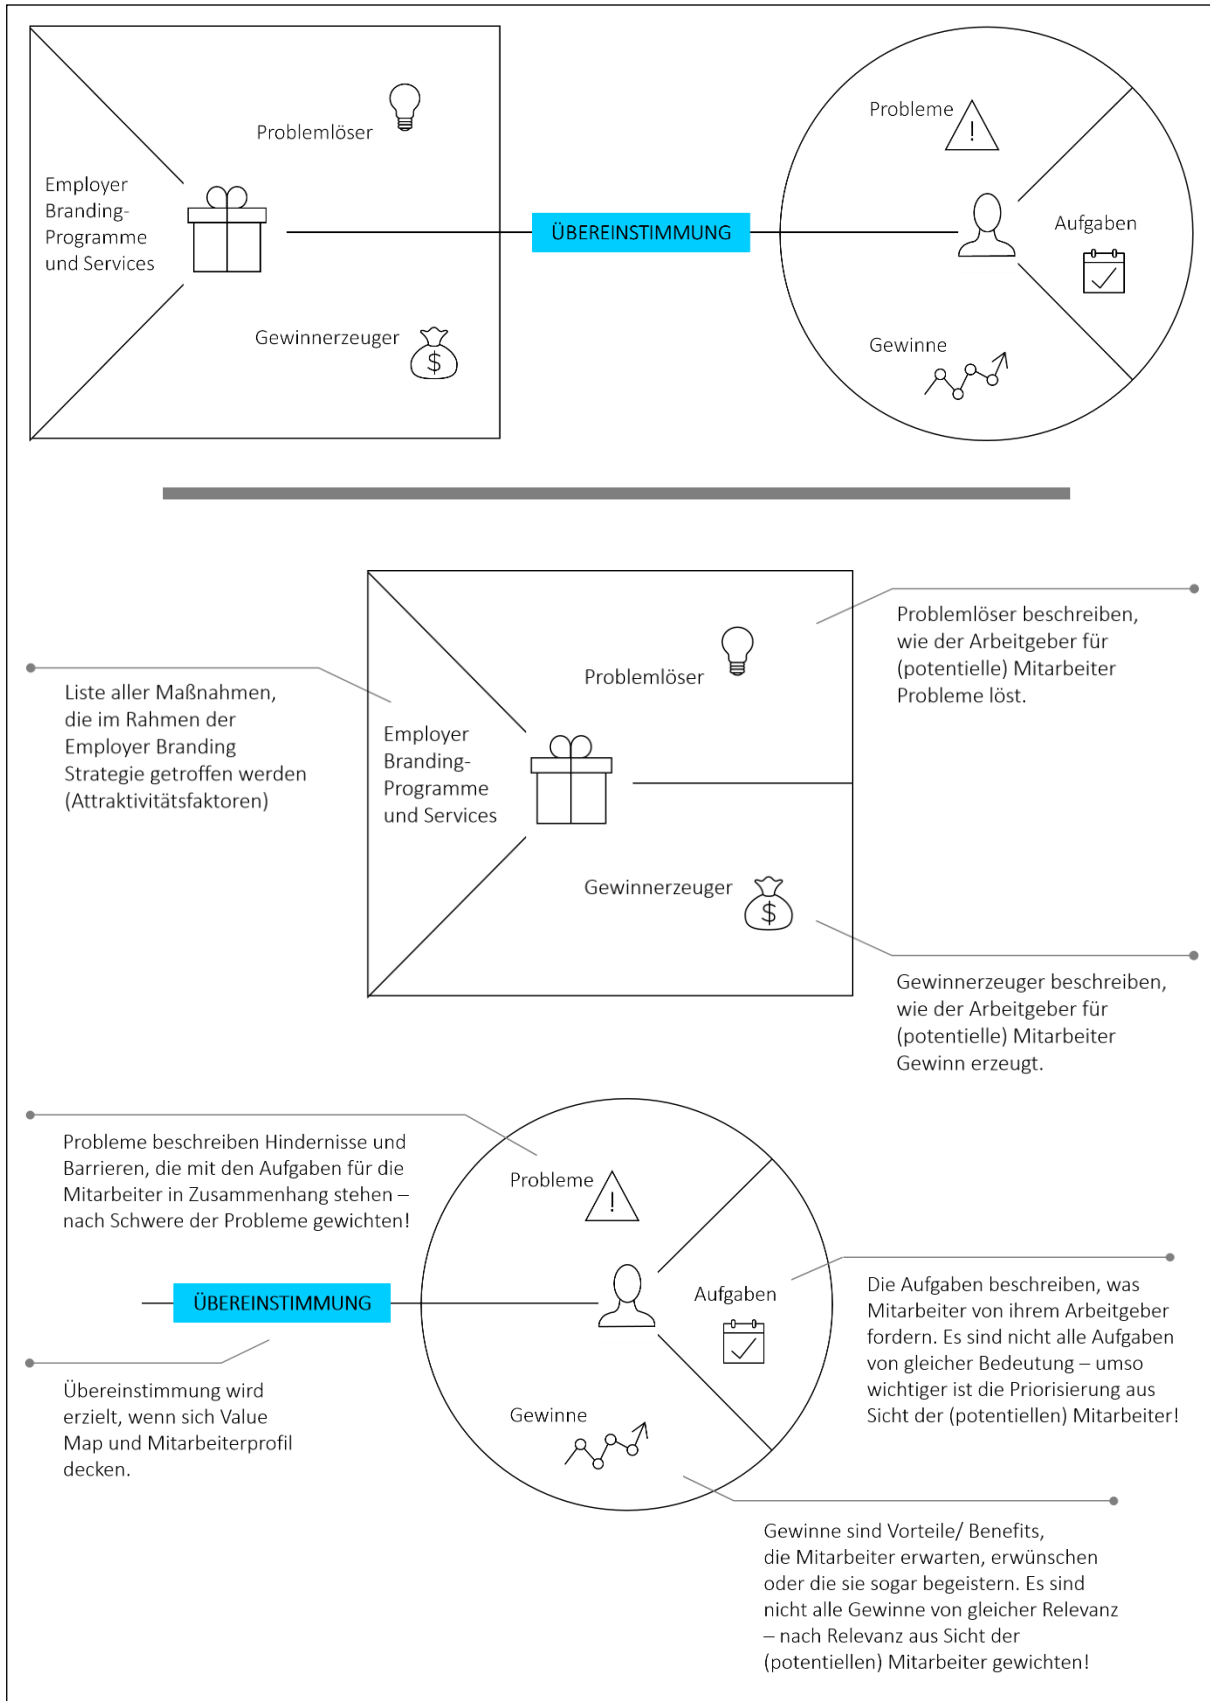 Problemlöser
Employer
Branding-
Programme
und Services
Gewinnerzeuger
$
ÜBEREINSTIMMUNG
Probleme
!
Aufgaben
Gewinne
Problemlöser beschreiben,
wie der Arbeitgeber für
(potentielle) Mitarbeiter
Probleme löst.
Liste aller Maßnahmen,
die im Rahmen der
Employer Branding
Strategie getroffen werden
(Attraktivitätsfaktoren)
Problemlöser
Employer
Branding-
Programme
und Services
Gewinnerzeuger
$
Gewinnerzeuger beschreiben,
wie der Arbeitgeber für
(potentielle) Mitarbeiter
Gewinn erzeugt.
Probleme beschreiben Hindernisse und
Barrieren, die mit den Aufgaben für die
Mitarbeiter in Zusammenhang stehen –
nach Schwere der Probleme gewichten!
Probleme
!
ÜBEREINSTIMMUNG
Aufgaben
Die Aufgaben beschreiben, was
Mitarbeiter von ihrem Arbeitgeber
fordern. Es sind nicht alle Aufgaben
von gleicher Bedeutung – umso
wichtiger ist die Priorisierung aus
Sicht der (potentiellen) Mitarbeiter!
Übereinstimmung wird
erzielt, wenn sich Value
Map und Mitarbeiterprofil
decken.
Gewinne
Gewinne sind Vorteile/ Benefits,
die Mitarbeiter erwarten, erwünschen
oder die sie sogar begeistern. Es sind
nicht alle Gewinne von gleicher Relevanz
– nach Relevanz aus Sicht der
(potentiellen) Mitarbeiter gewichten!